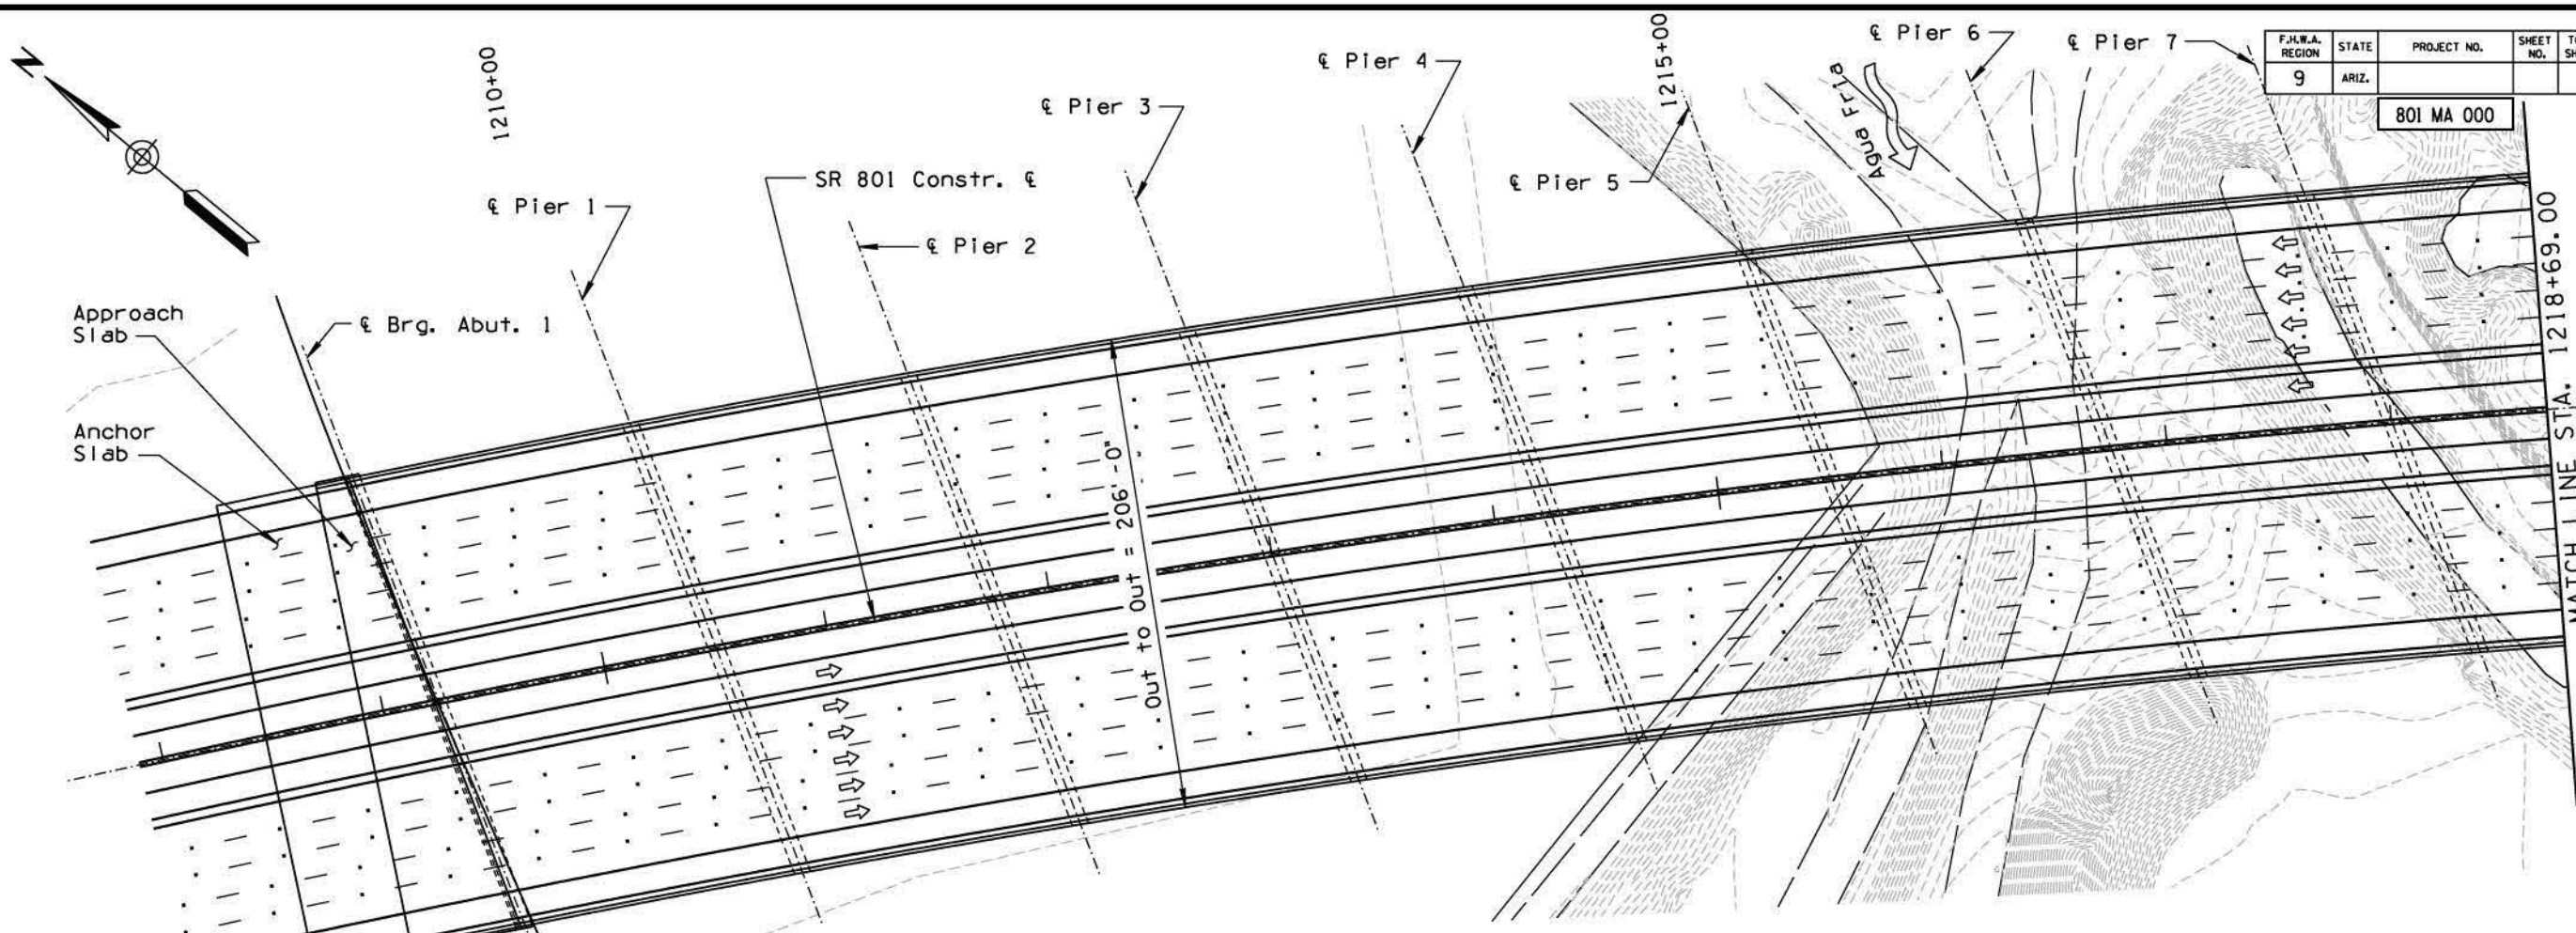 N
1210+00
℄ Pier 1
℄ Pier 2
SR 801 Constr. ℄
℄ Pier 3
℄ Pier 4
1215+00
℄ Pier 5
Agua Fria
℄ Pier 6
℄ Pier 7
F.H.W.A. REGION STATE PROJECT NO. SHEET NO.
9 ARIZ.
801 MA 000
Approach
Slab
℄ Brg. Abut. 1
Anchor
Slab
Out to Out = 206'-0"
MATCH LINE STA. 1218+69.00